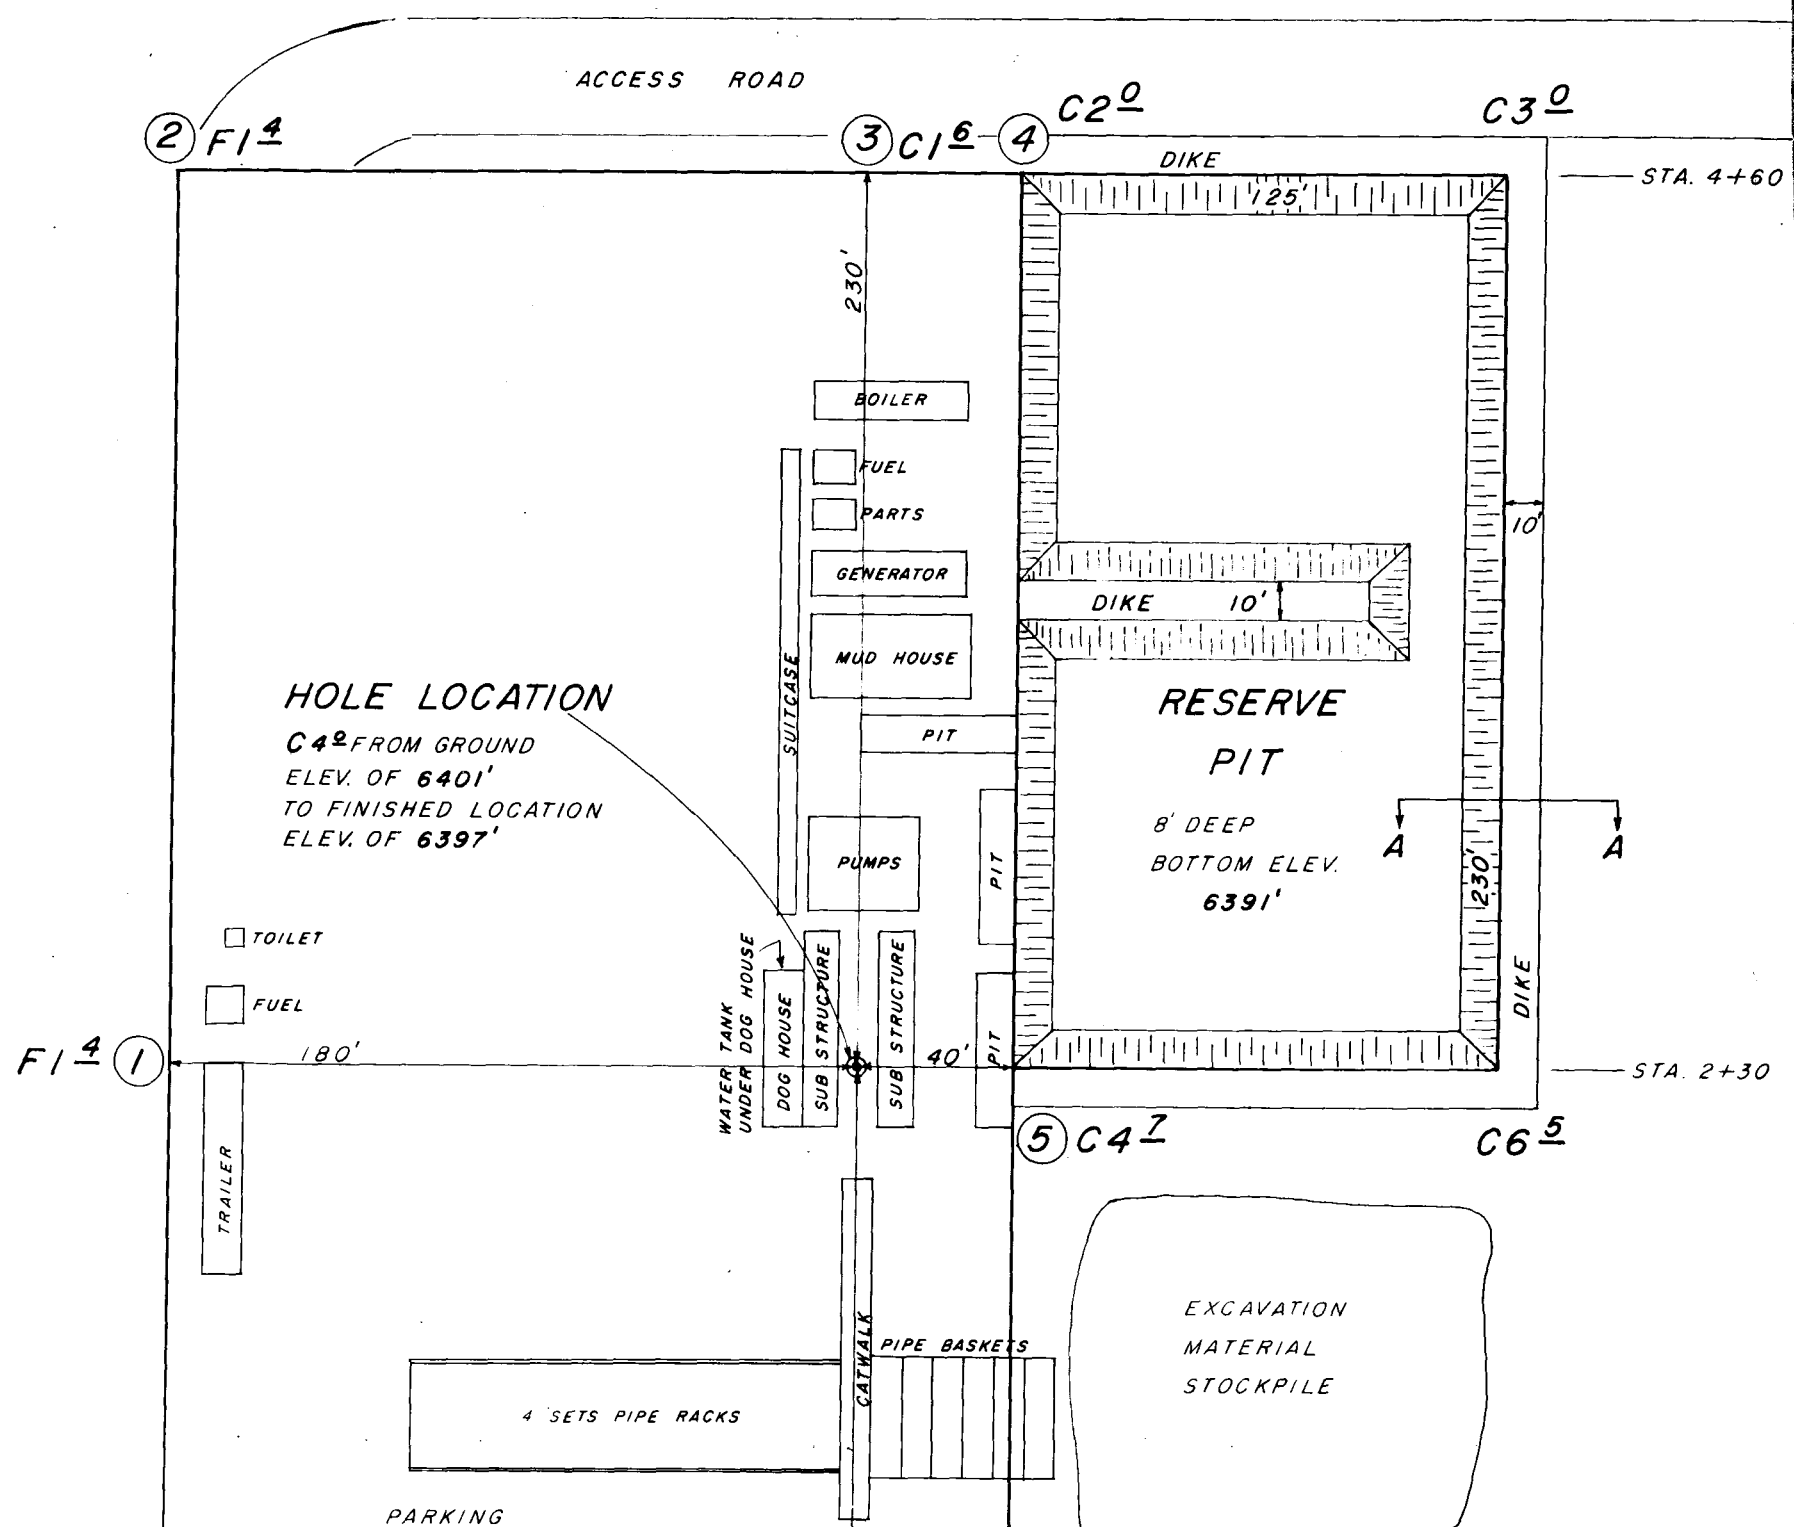 ACCESS ROAD
2 F1 4
3 C1 6
4 C2 0
C3 0
DIKE
125'
STA. 4+60
230'
BOILER
FUEL
PARTS
GENERATOR
MUD HOUSE
SUITCASE
PIT
PUMPS
DIKE 10'
10'
HOLE LOCATION
C4 0 FROM GROUND
ELEV. OF 6401'
TO FINISHED LOCATION
ELEV. OF 6397'
RESERVE
PIT
8' DEEP
BOTTOM ELEV.
6391'
A
A
230'
DIKE
PIT
PIT
TOILET
FUEL
F1 4 1
180'
WATER TANK
UNDER DOG HOUSE
DOG HOUSE
SUB STRUCTURE
SUB STRUCTURE
40'
STA. 2+30
5 C4 7
C6 5
TRAILER
CATWALK
PIPE BASKETS
4 SETS PIPE RACKS
EXCAVATION
MATERIAL
STOCKPILE
PARKING